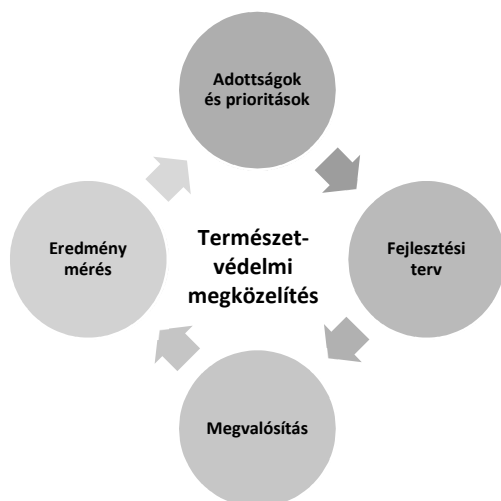 Adottságok
és prioritások
Fejlesztési
terv
Megvalósítás
Eredmény
mérés
Természet-
védelmi
megközelítés